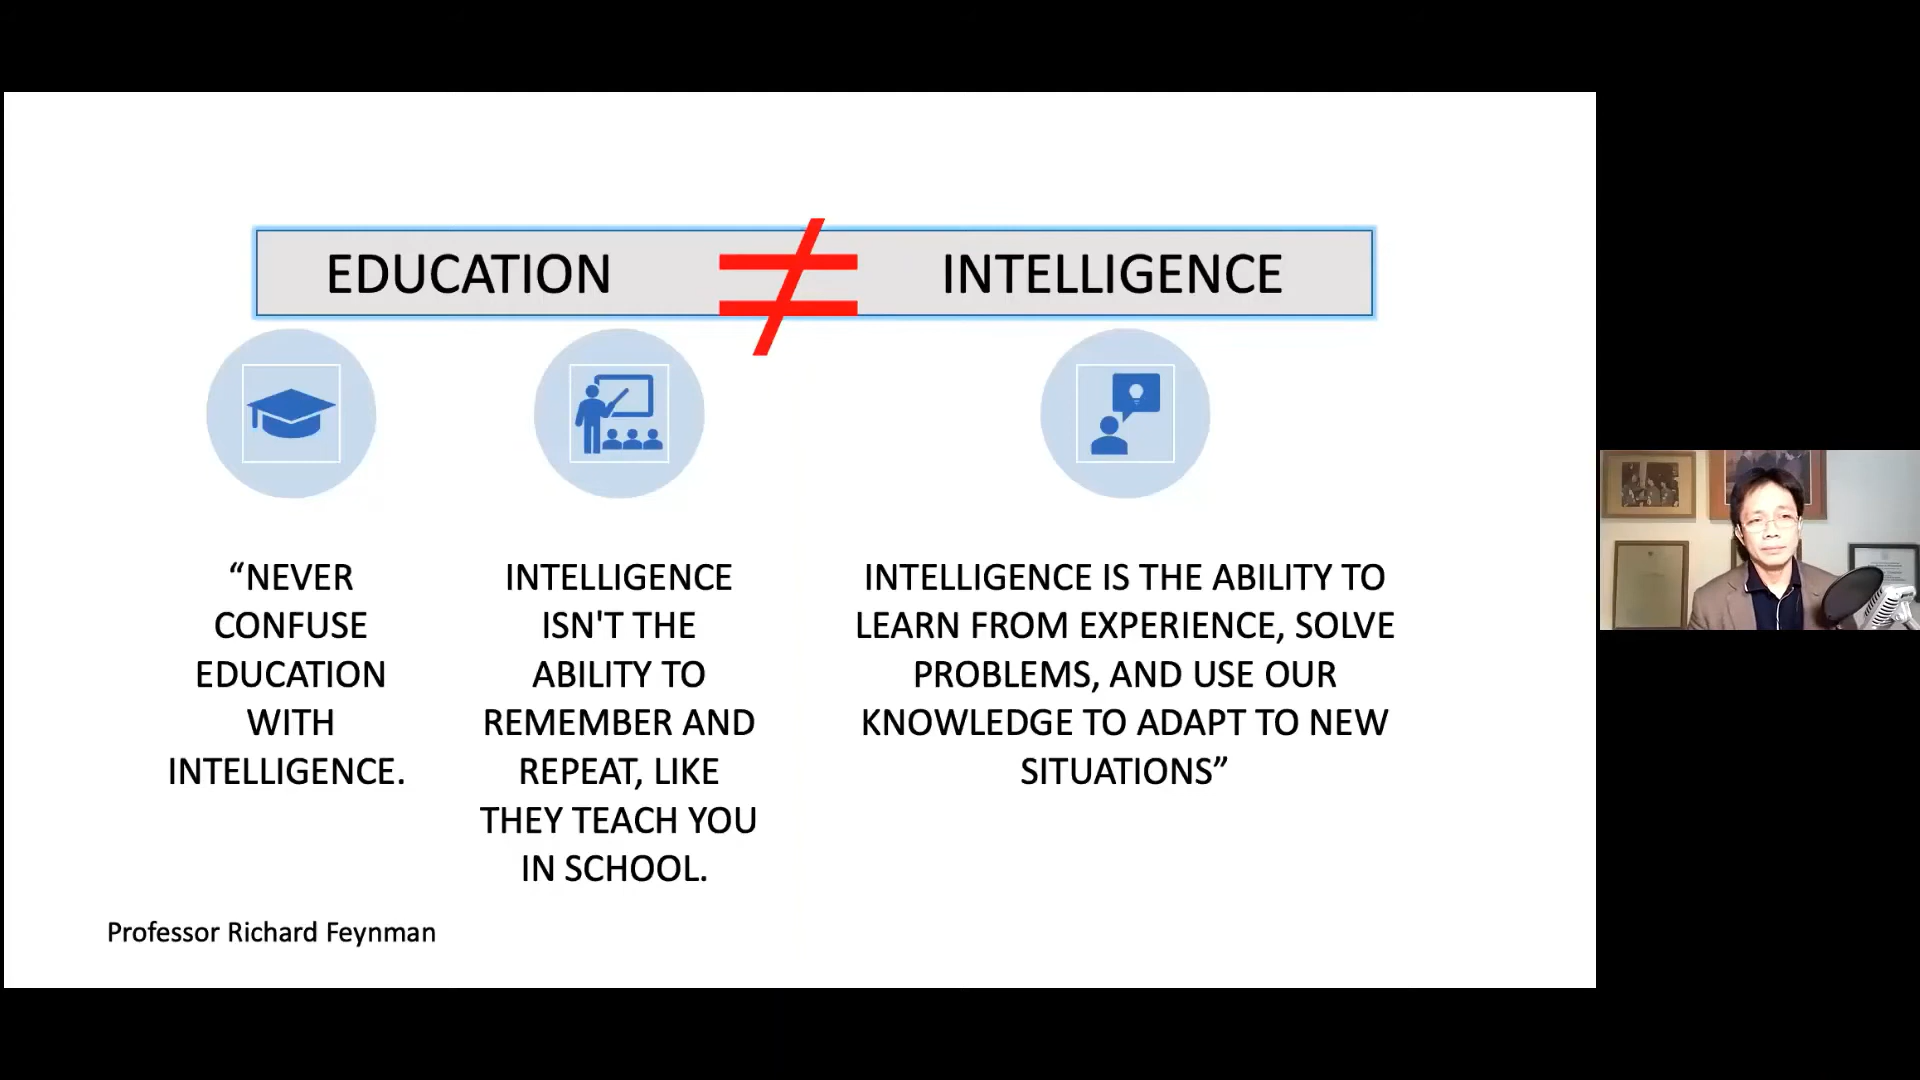 EDUCATION ≠ INTELLIGENCE
“NEVER
CONFUSE
EDUCATION
WITH
INTELLIGENCE.
INTELLIGENCE
ISN'T THE
ABILITY TO
REMEMBER AND
REPEAT, LIKE
THEY TEACH YOU
IN SCHOOL.
INTELLIGENCE IS THE ABILITY TO
LEARN FROM EXPERIENCE, SOLVE
PROBLEMS, AND USE OUR
KNOWLEDGE TO ADAPT TO NEW
SITUATIONS”
Professor Richard Feynman